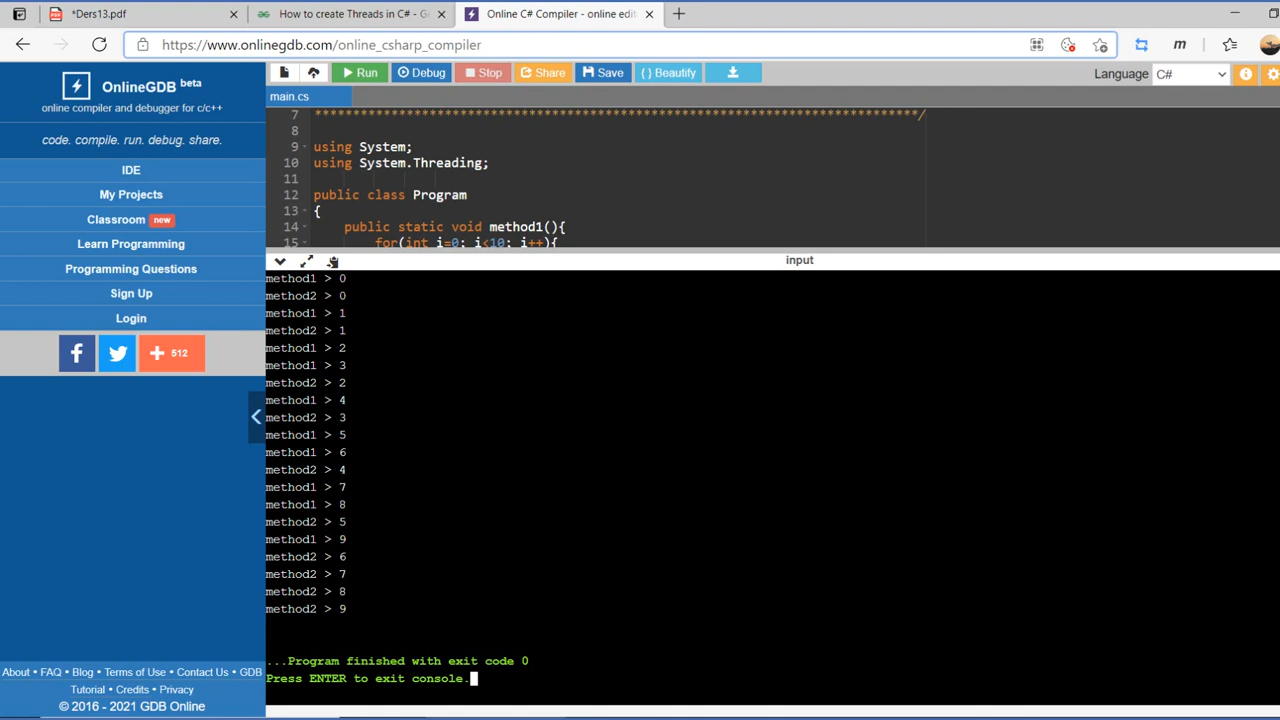 *Ders13.pdf
How to create Threads in C# - Ge
Online C# Compiler - online edit
https://www.onlinegdb.com/online_csharp_compiler
OnlineGDB beta
online compiler and debugger for c/c++
code. compile. run. debug. share.
IDE
My Projects
Classroom new
Learn Programming
Programming Questions
Sign Up
Login
512
About • FAQ • Blog • Terms of Use • Contact Us • GDB
Tutorial • Credits • Privacy
© 2016 - 2021 GDB Online
Run Debug Stop Share Save { } Beautify Language C#
main.cs
7 ******************************************************************************/
8
9 using System;
10 using System.Threading;
11
12 public class Program
13 {
14 public static void method1(){
15 for(int i=0; i<10; i++){
input
method1 > 0
method2 > 0
method1 > 1
method2 > 1
method1 > 2
method1 > 3
method2 > 2
method1 > 4
method2 > 3
method1 > 5
method1 > 6
method2 > 4
method1 > 7
method1 > 8
method2 > 5
method1 > 9
method2 > 6
method2 > 7
method2 > 8
method2 > 9
...Program finished with exit code 0
Press ENTER to exit console.